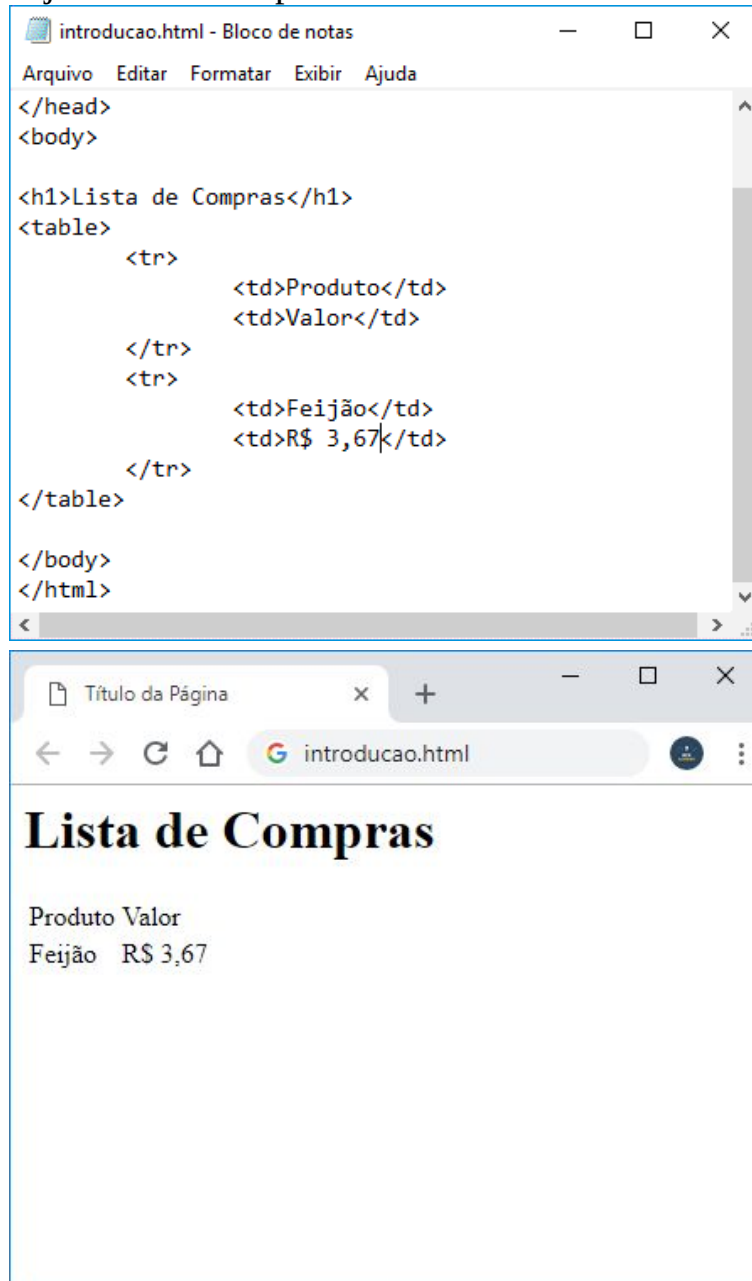 introducao.html - Bloco de notas
Arquivo Editar Formatar Exibir Ajuda
</head>
<body>
<h1>Lista de Compras</h1>
<table>
<tr>
<td>Produto</td>
<td>Valor</td>
</tr>
<tr>
<td>Feijão</td>
<td>R$ 3,67</td>
</tr>
</table>
</body>
</html>
Título da Página
introducao.html
Lista de Compras
Produto Valor
Feijão R$ 3,67